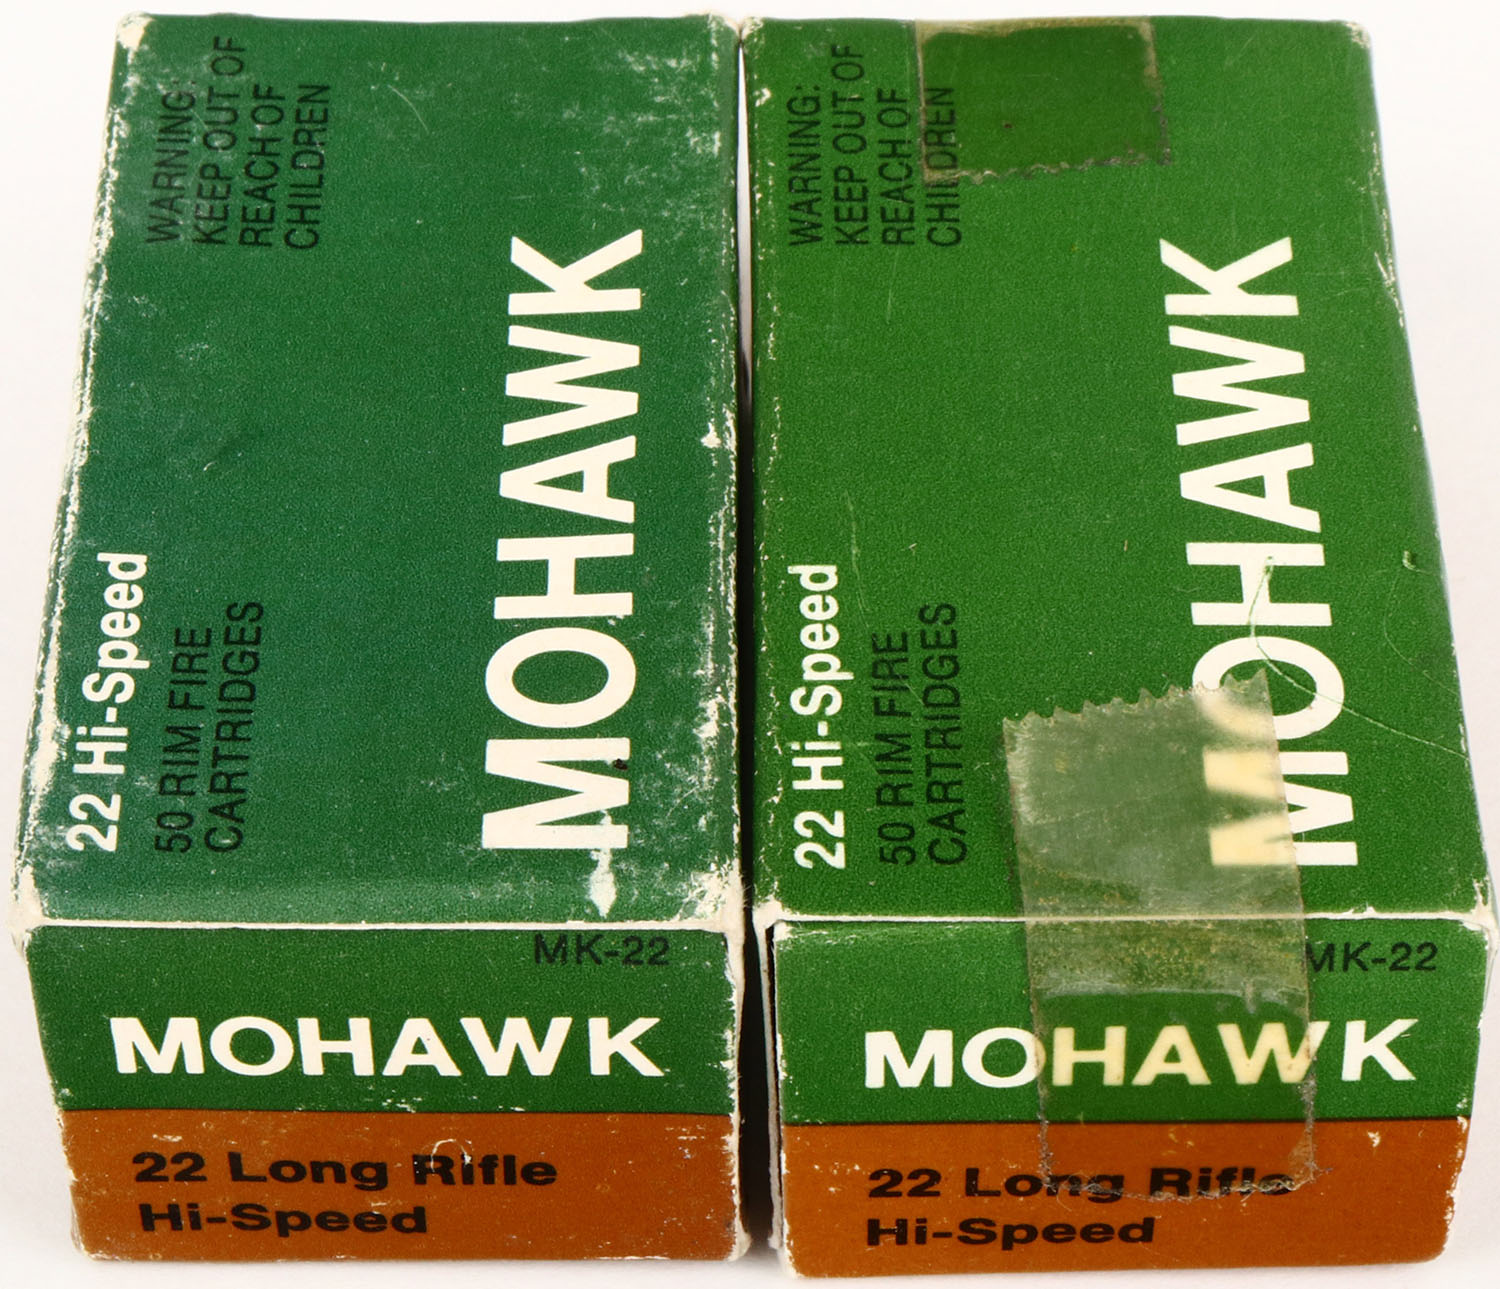 WARNING:
KEEP OUT OF
REACH OF
CHILDREN
22 Hi-Speed
50 RIM FIRE
CARTRIDGES
MOHAWK
MK-22
MOHAWK
22 Long Rifle
Hi-Speed
WARNING:
KEEP OUT OF
REACH OF
CHILDREN
22 Hi-Speed
50 RIM FIRE
CARTRIDGES
MOHAWK
MK-22
MOHAWK
22 Long Rifle
Hi-Speed